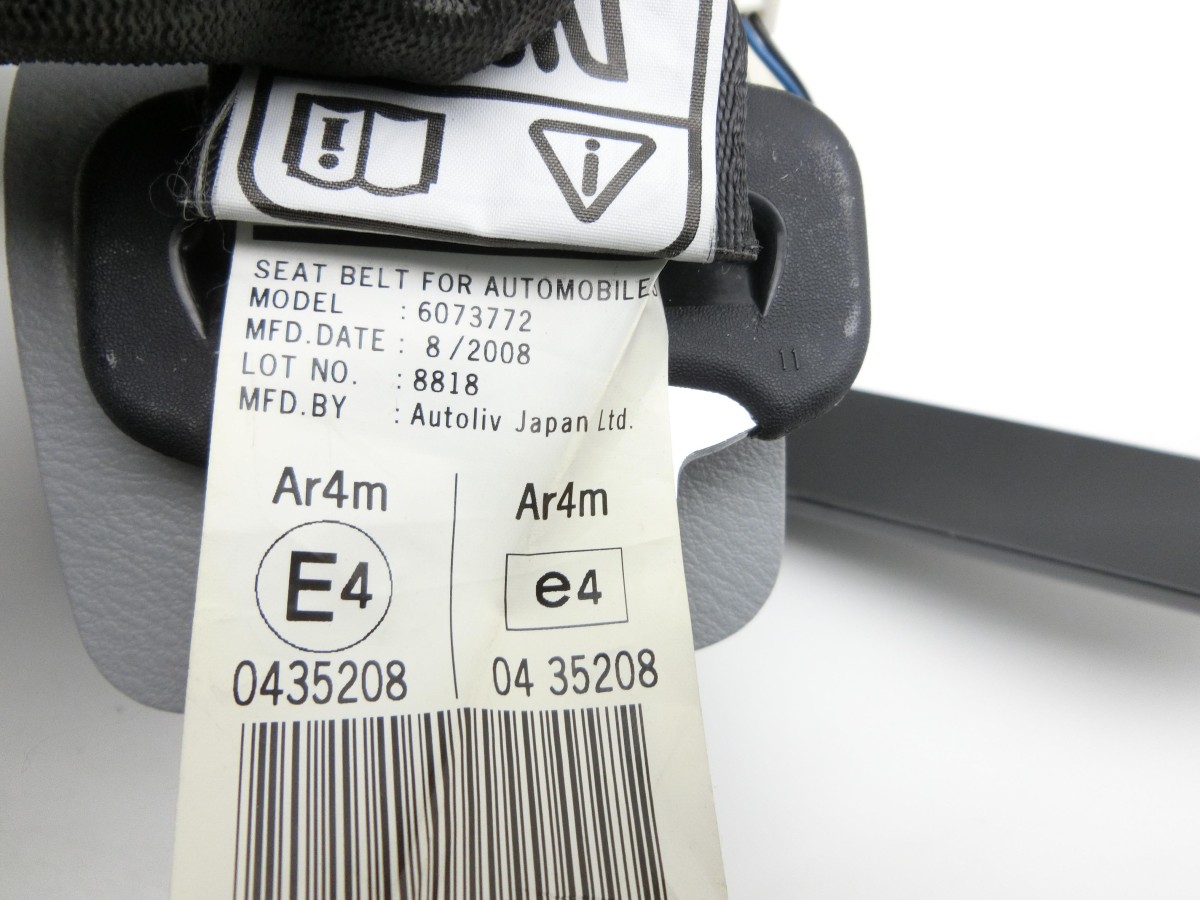 SEAT BELT FOR AUTOMOBILES
MODEL : 6073772
MFD.DATE : 8/2008
LOT NO. : 8818
MFD.BY : Autoliv Japan Ltd.
Ar4m Ar4m
E4 e4
0435208 04 35208
11